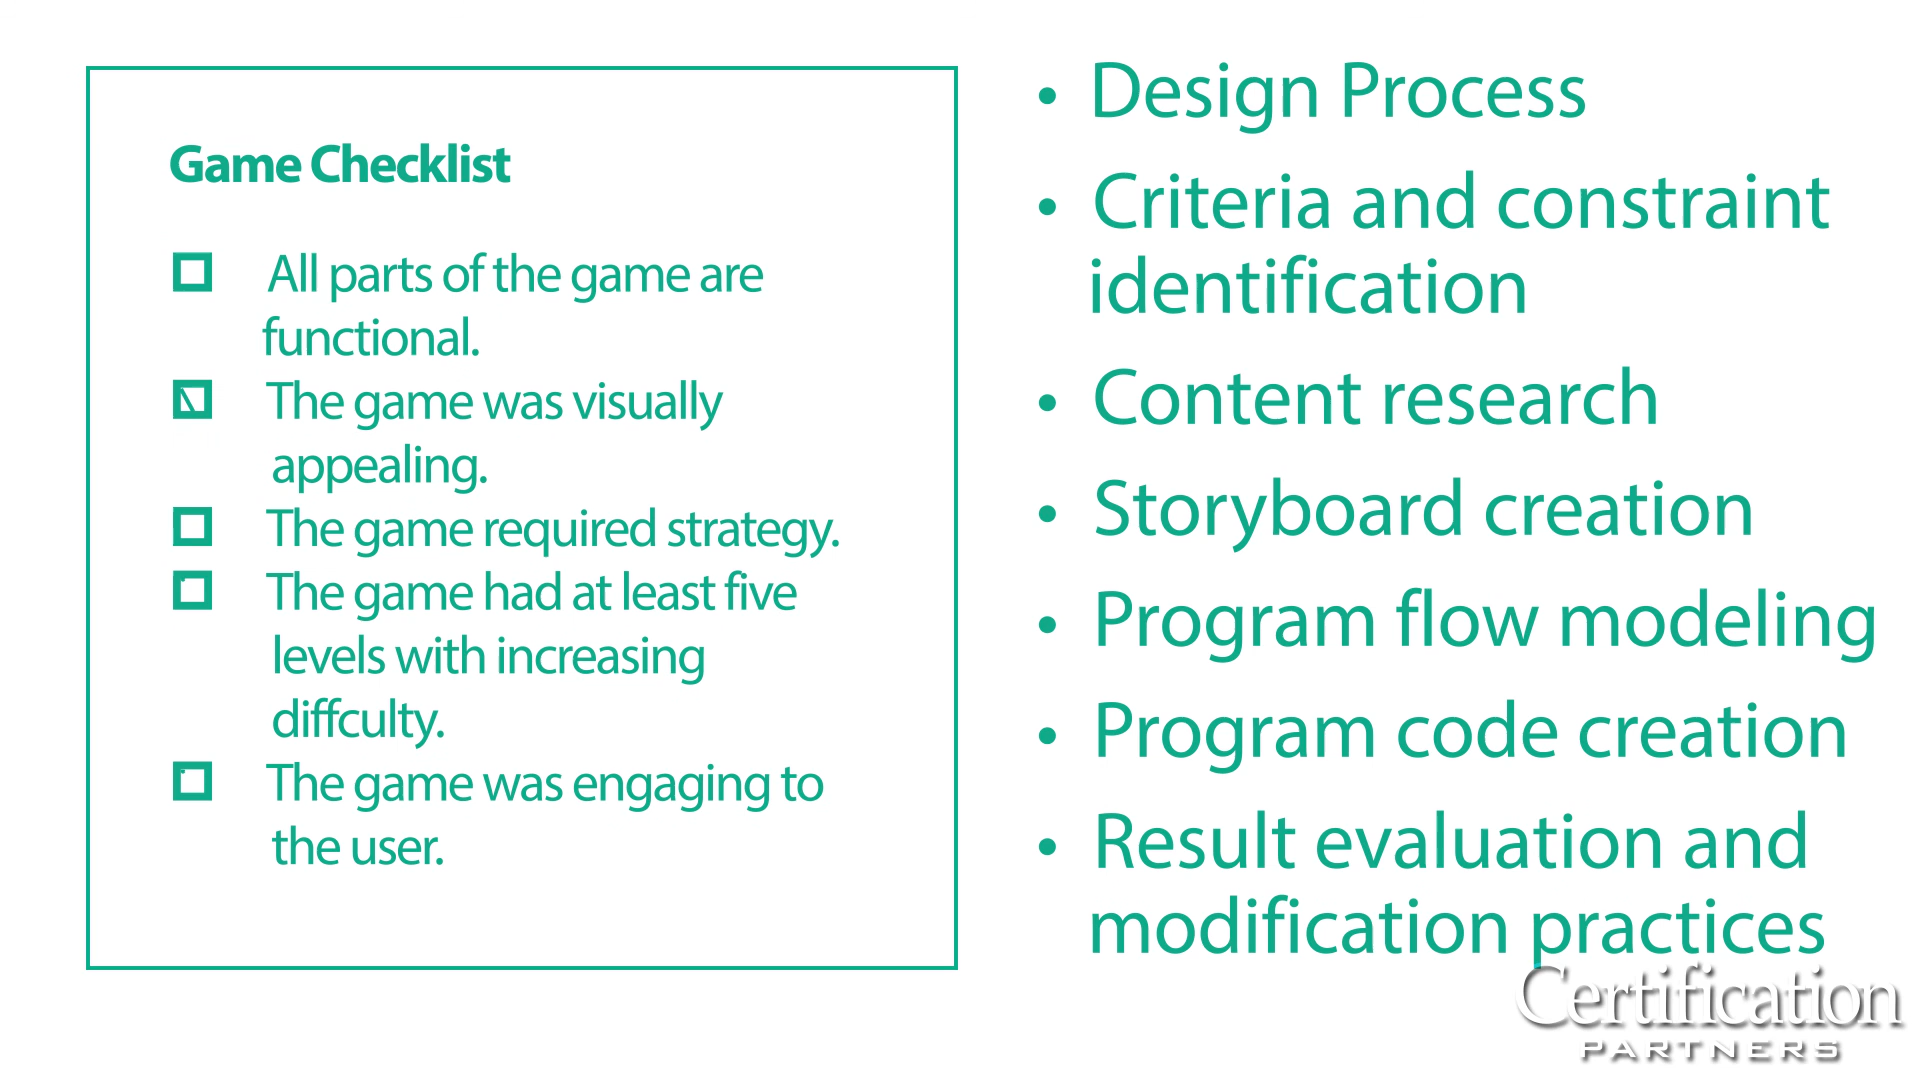 Game Checklist
All parts of the game are
functional.
The game was visually
appealing.
The game required strategy.
The game had at least five
levels with increasing
diffculty.
The game was engaging to
the user.
• Design Process
• Criteria and constraint
identification
• Content research
• Storyboard creation
• Program flow modeling
• Program code creation
• Result evaluation and
modification practices
Certification
PARTNERS